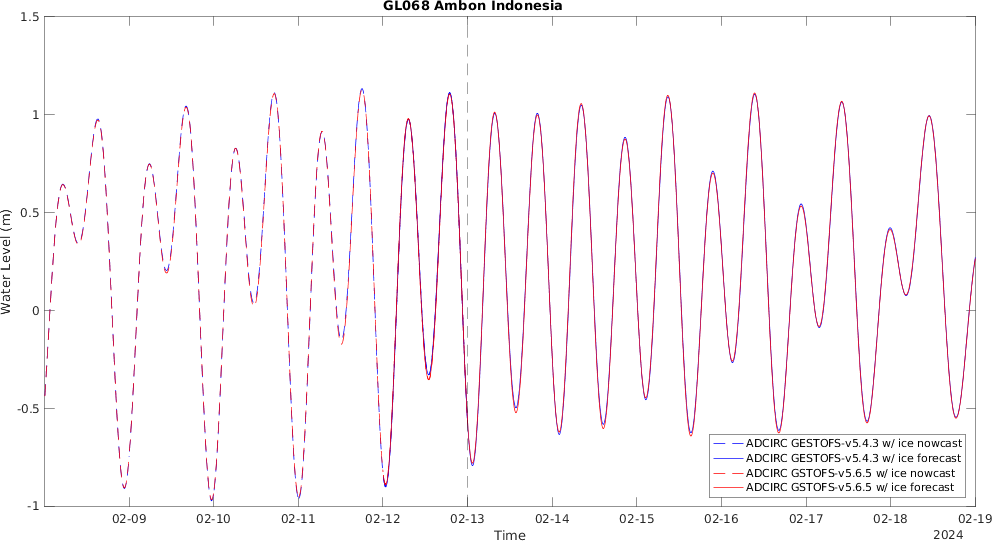 GL068 Ambon Indonesia
1.5
1
0.5
0
-0.5
-1
Water Level (m)
ADCIRC GESTOFS-v5.4.3 w/ ice nowcast
ADCIRC GESTOFS-v5.4.3 w/ ice forecast
ADCIRC GSTOFS-v5.6.5 w/ ice nowcast
ADCIRC GSTOFS-v5.6.5 w/ ice forecast
02-09 02-10 02-11 02-12 02-13 02-14 02-15 02-16 02-17 02-18 02-19
Time
2024